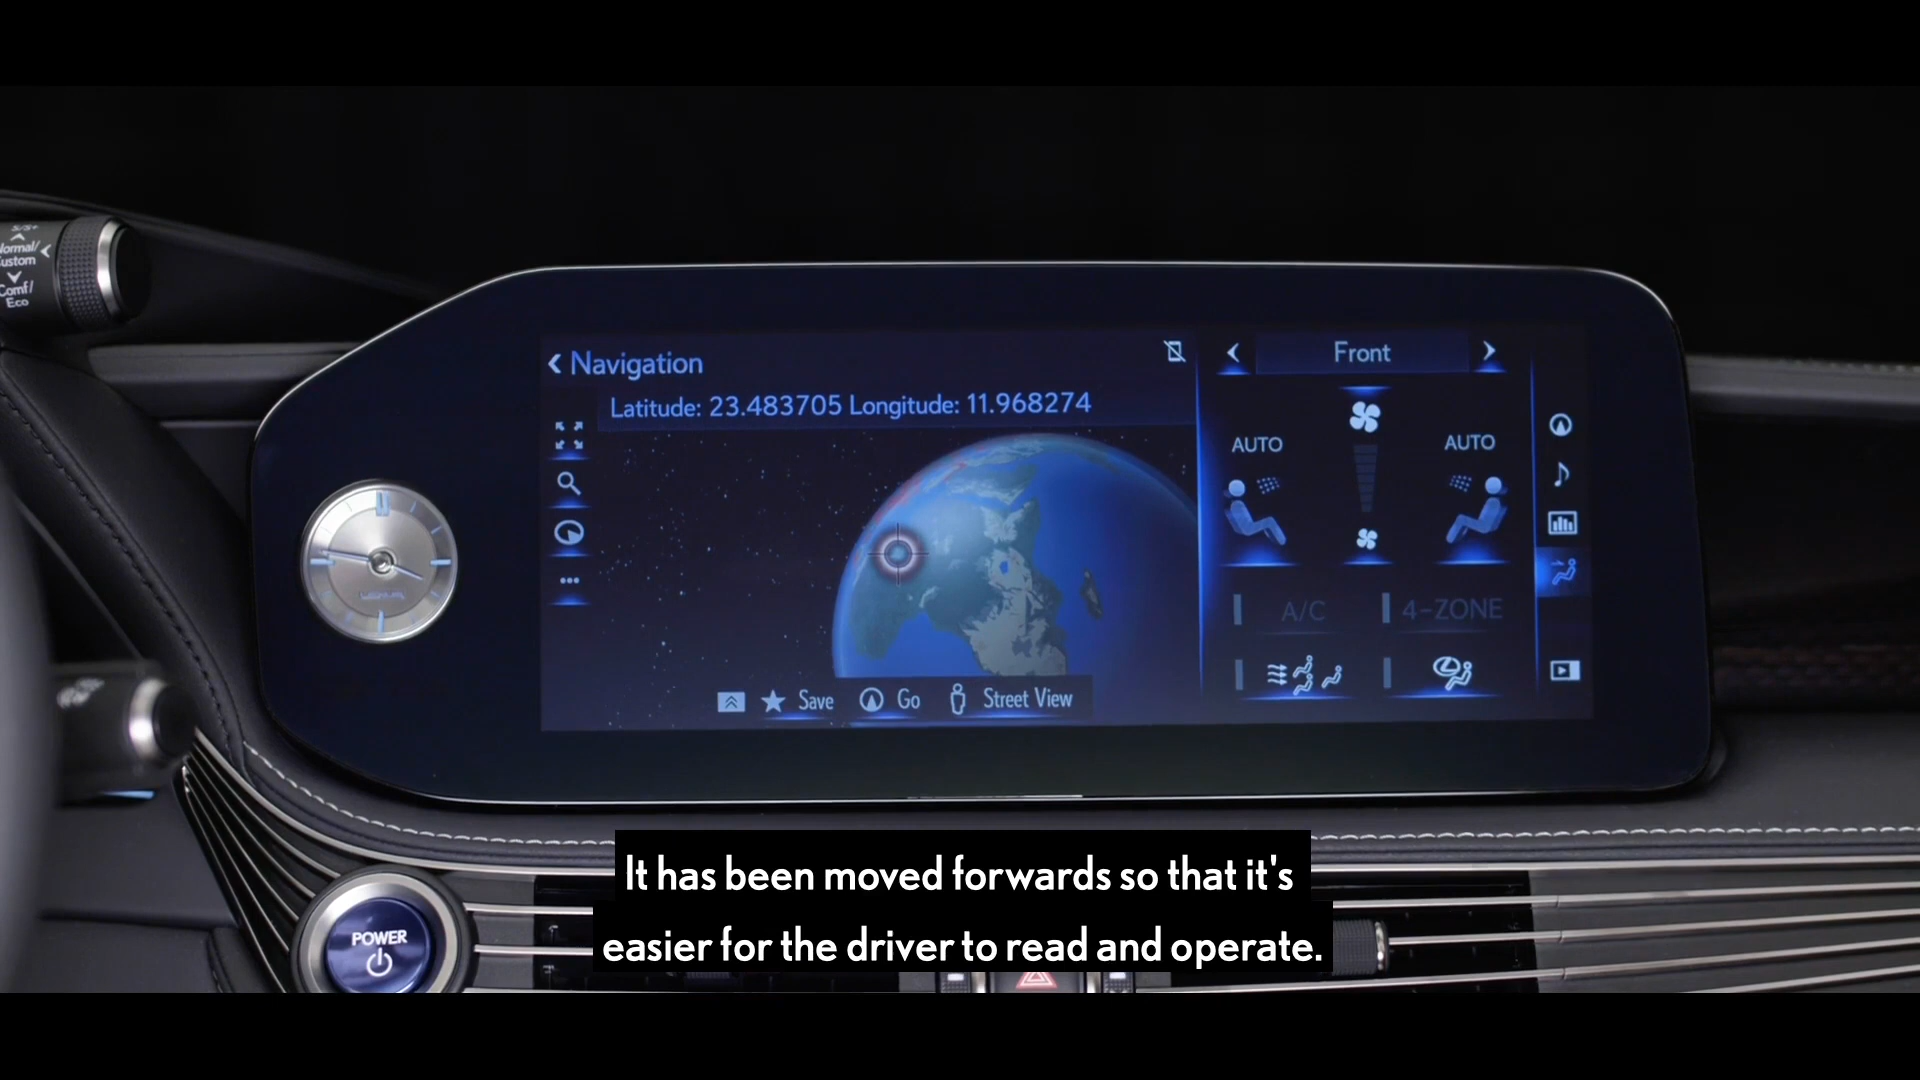 S/S+
Normal/
Custom
Comf/
Eco
Navigation
Front
Latitude: 23.483705 Longitude: 11.968274
AUTO
AUTO
LEXUS
A/C
4-ZONE
Save
Go
Street View
It has been moved forwards so that it's
POWER
easier for the driver to read and operate.